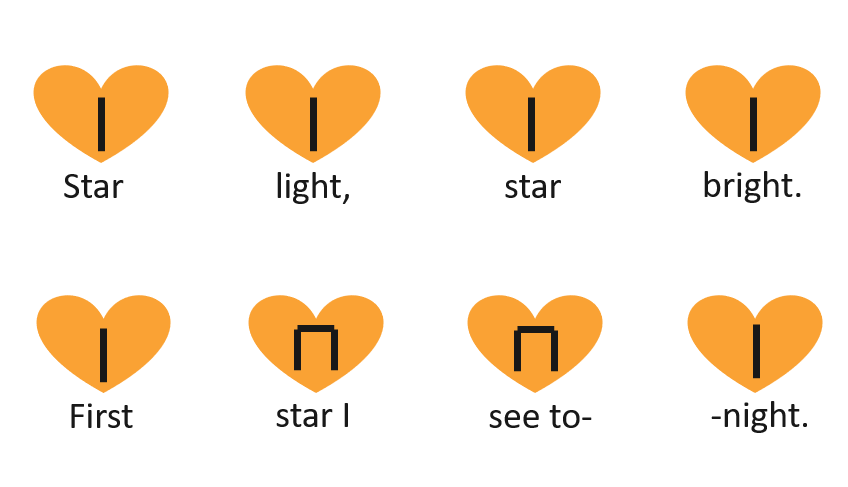 Star light, star bright.
First star I see to- -night.